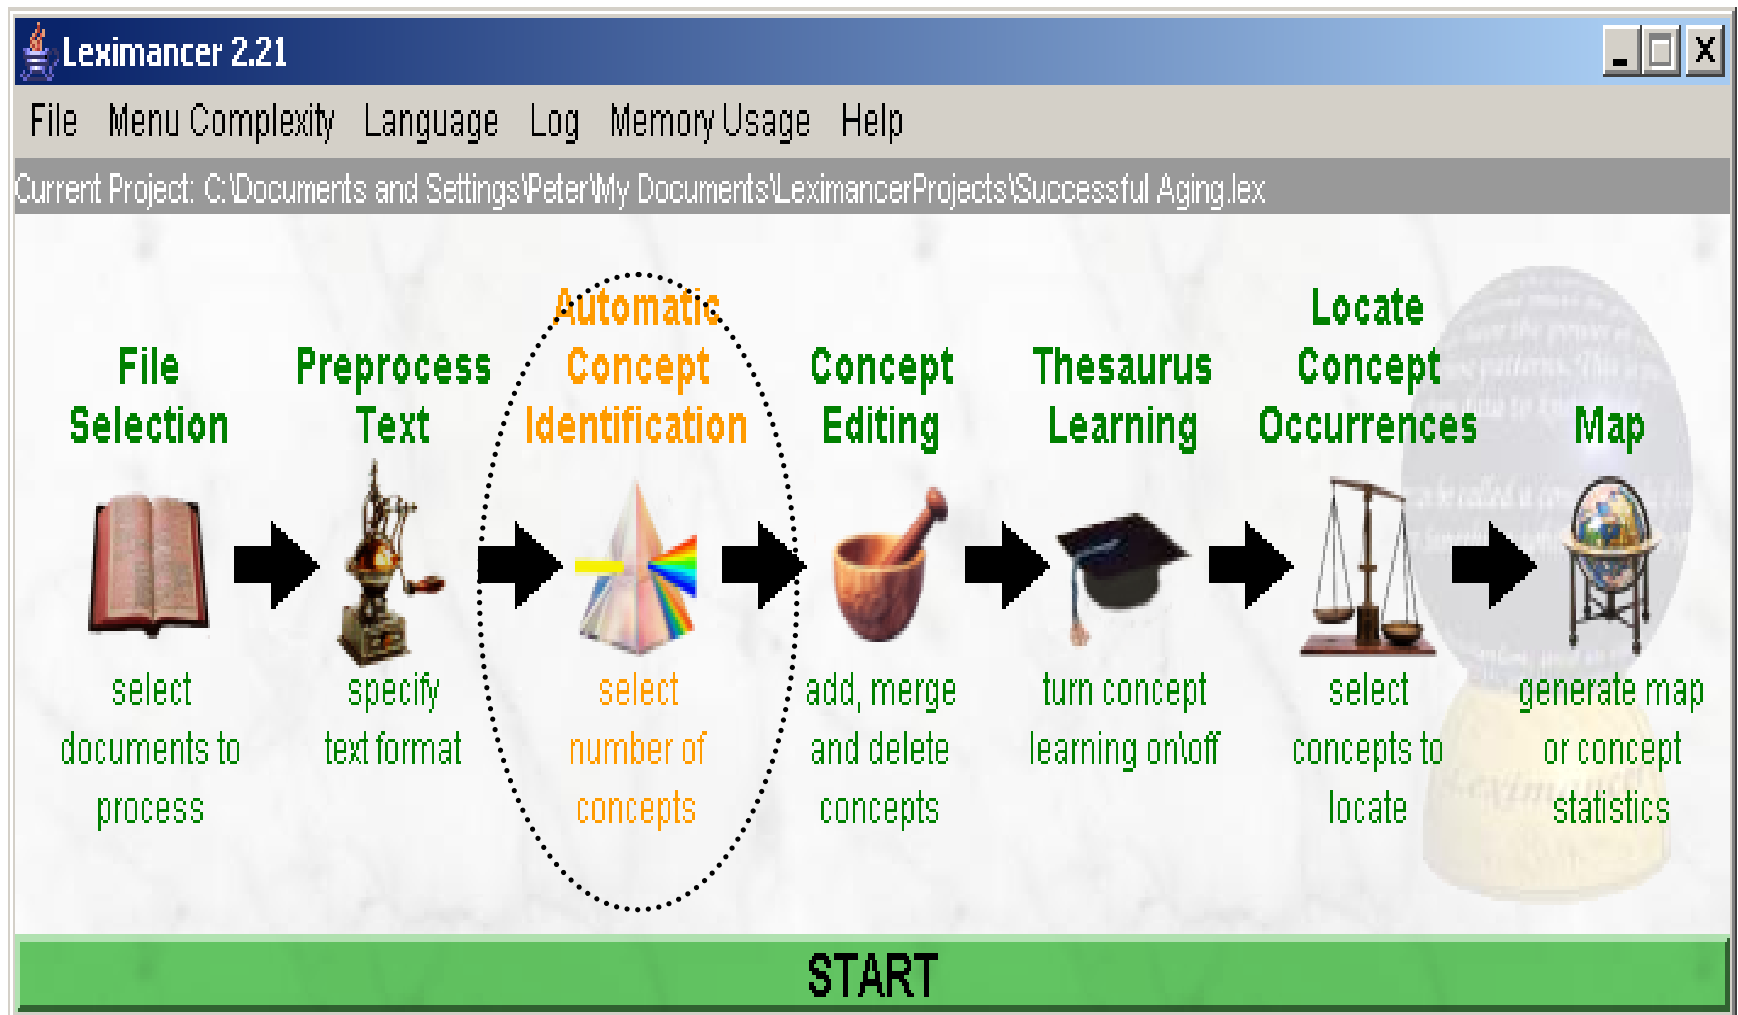 Leximancer 2.21
File Menu Complexity Language Log Memory Usage Help
Current Project: C:\Documents and Settings\Peter\My Documents\LeximancerProjects\Successful Aging.lex
File
Selection
select
documents to
process
Preprocess
Text
specify
text format
Automatic
Concept
Identification
select
number of
concepts
Concept
Editing
add, merge
and delete
concepts
Thesaurus
Learning
turn concept
learning on\off
Locate
Concept
Occurrences
select
concepts to
locate
Map
generate map
or concept
statistics
Leximancer
START